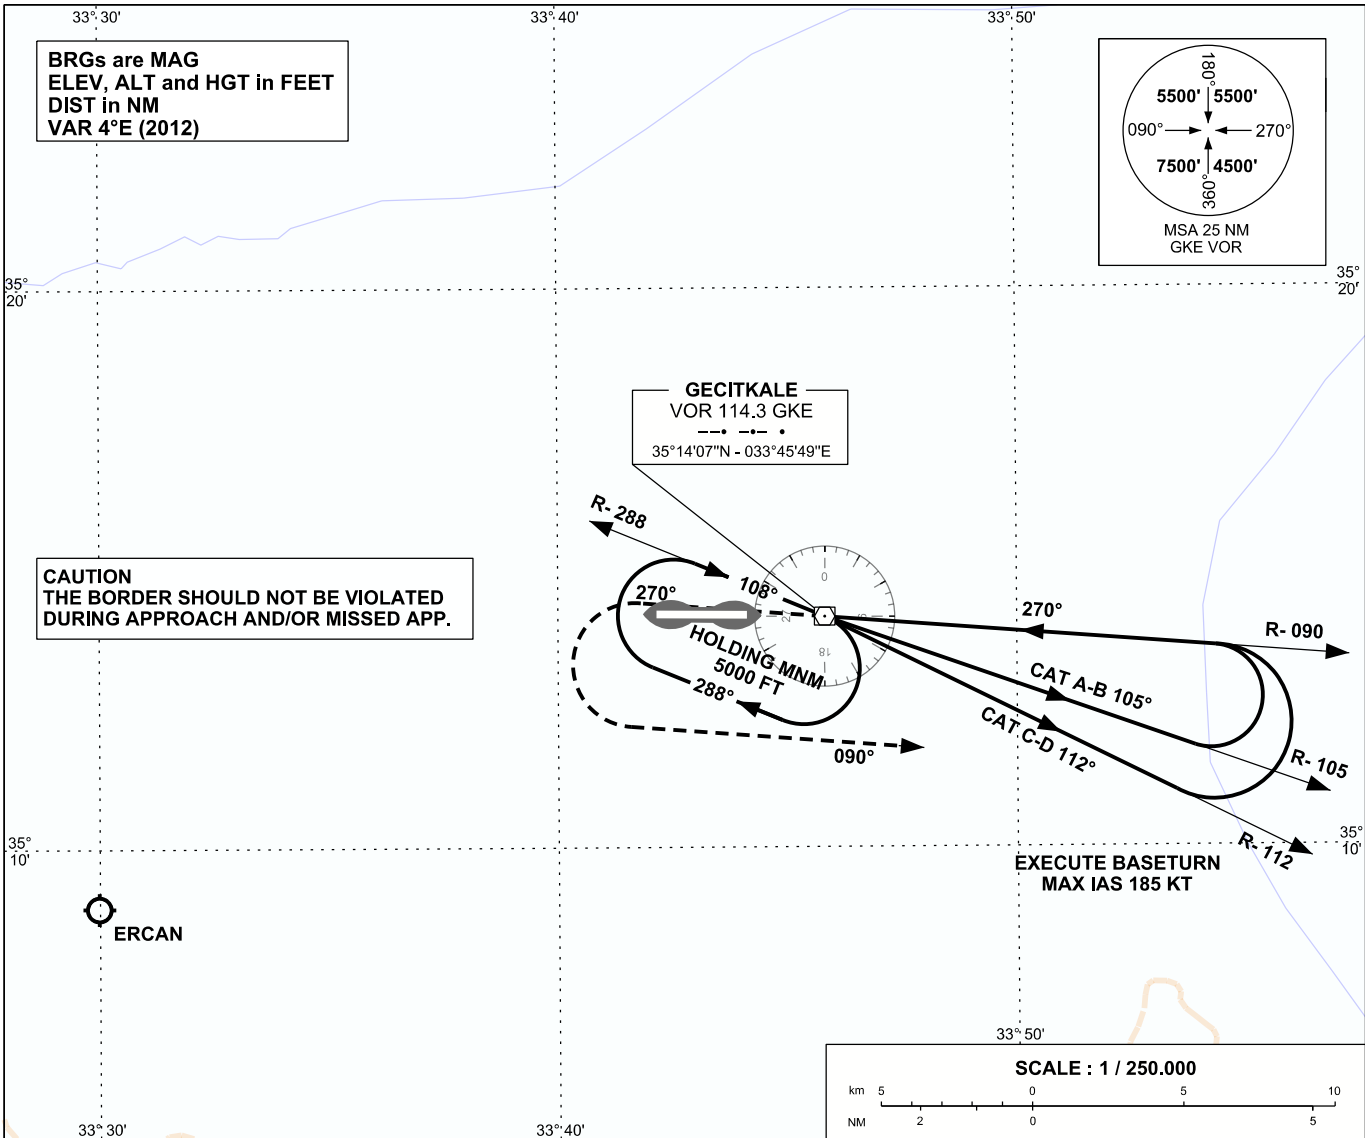 33° 30'
33° 40'
33° 50'
BRGs are MAG
ELEV, ALT and HGT in FEET
DIST in NM
VAR 4°E (2012)
180°
5500' 5500'
090° 270°
7500' 4500'
360°
MSA 25 NM
GKE VOR
35°
20'
35°
20'
GECITKALE
VOR 114.3 GKE
35°14'07"N - 033°45'49"E
R- 288
CAUTION
THE BORDER SHOULD NOT BE VIOLATED
DURING APPROACH AND/OR MISSED APP.
270°
108°
0
9
18
27
HOLDING MNM
5000 FT
288°
090°
270°
R- 090
CAT A-B 105°
CAT C-D 112°
R- 105
R- 112
35°
10'
35°
10'
EXECUTE BASETURN
MAX IAS 185 KT
ERCAN
33° 50'
SCALE : 1 / 250.000
km 5 0 5 10
NM 2 0 5
33° 30'
33° 40'